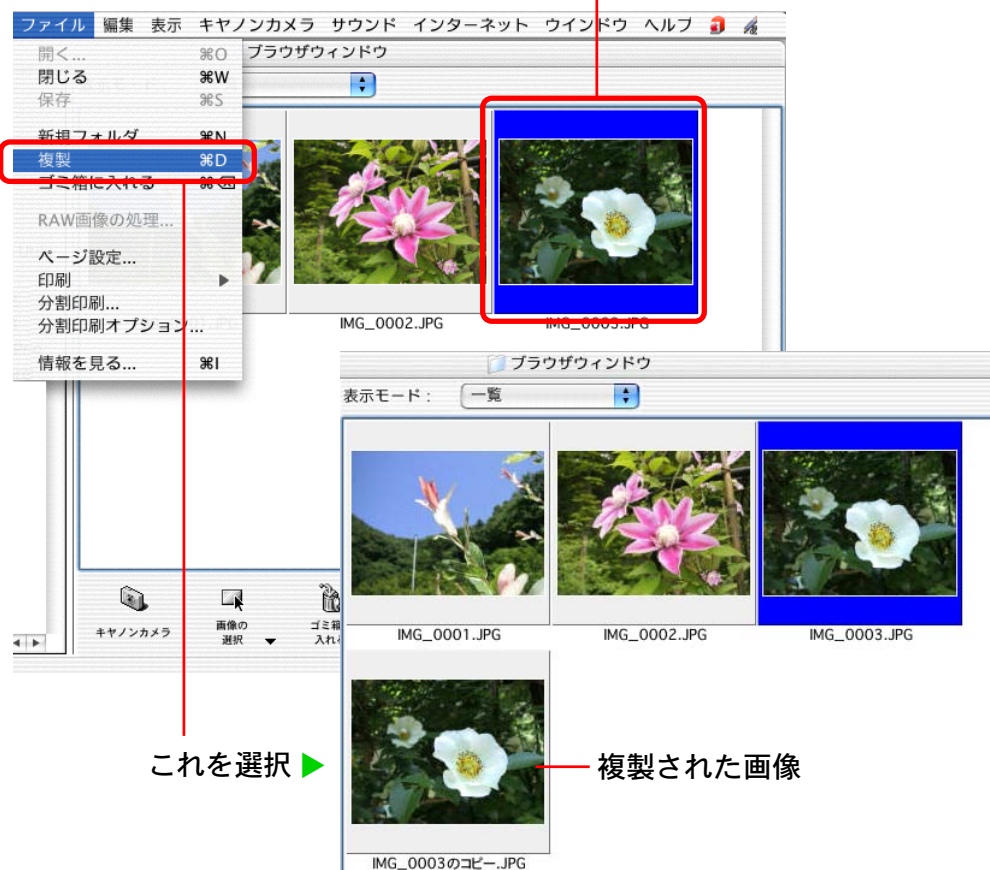 ファイル 編集 表示 キヤノンカメラ サウンド インターネット ウインドウ ヘルプ
ブラウザウィンドウ
開く... ⌘O
閉じる ⌘W
保存 ⌘S
新規フォルダ ⌘N
複製 ⌘D
ゴミ箱に入れる ⌘⌫
RAW画像の処理...
ページ設定...
印刷
分割印刷...
分割印刷オプション...
情報を見る... ⌘I
IMG_0002.JPG
IMG_0003.JPG
キヤノンカメラ
画像の
選択
ゴミ箱
入れ
ブラウザウィンドウ
表示モード : 一覧
IMG_0001.JPG
IMG_0002.JPG
IMG_0003.JPG
IMG_0003のコピー.JPG
これを選択
複製された画像